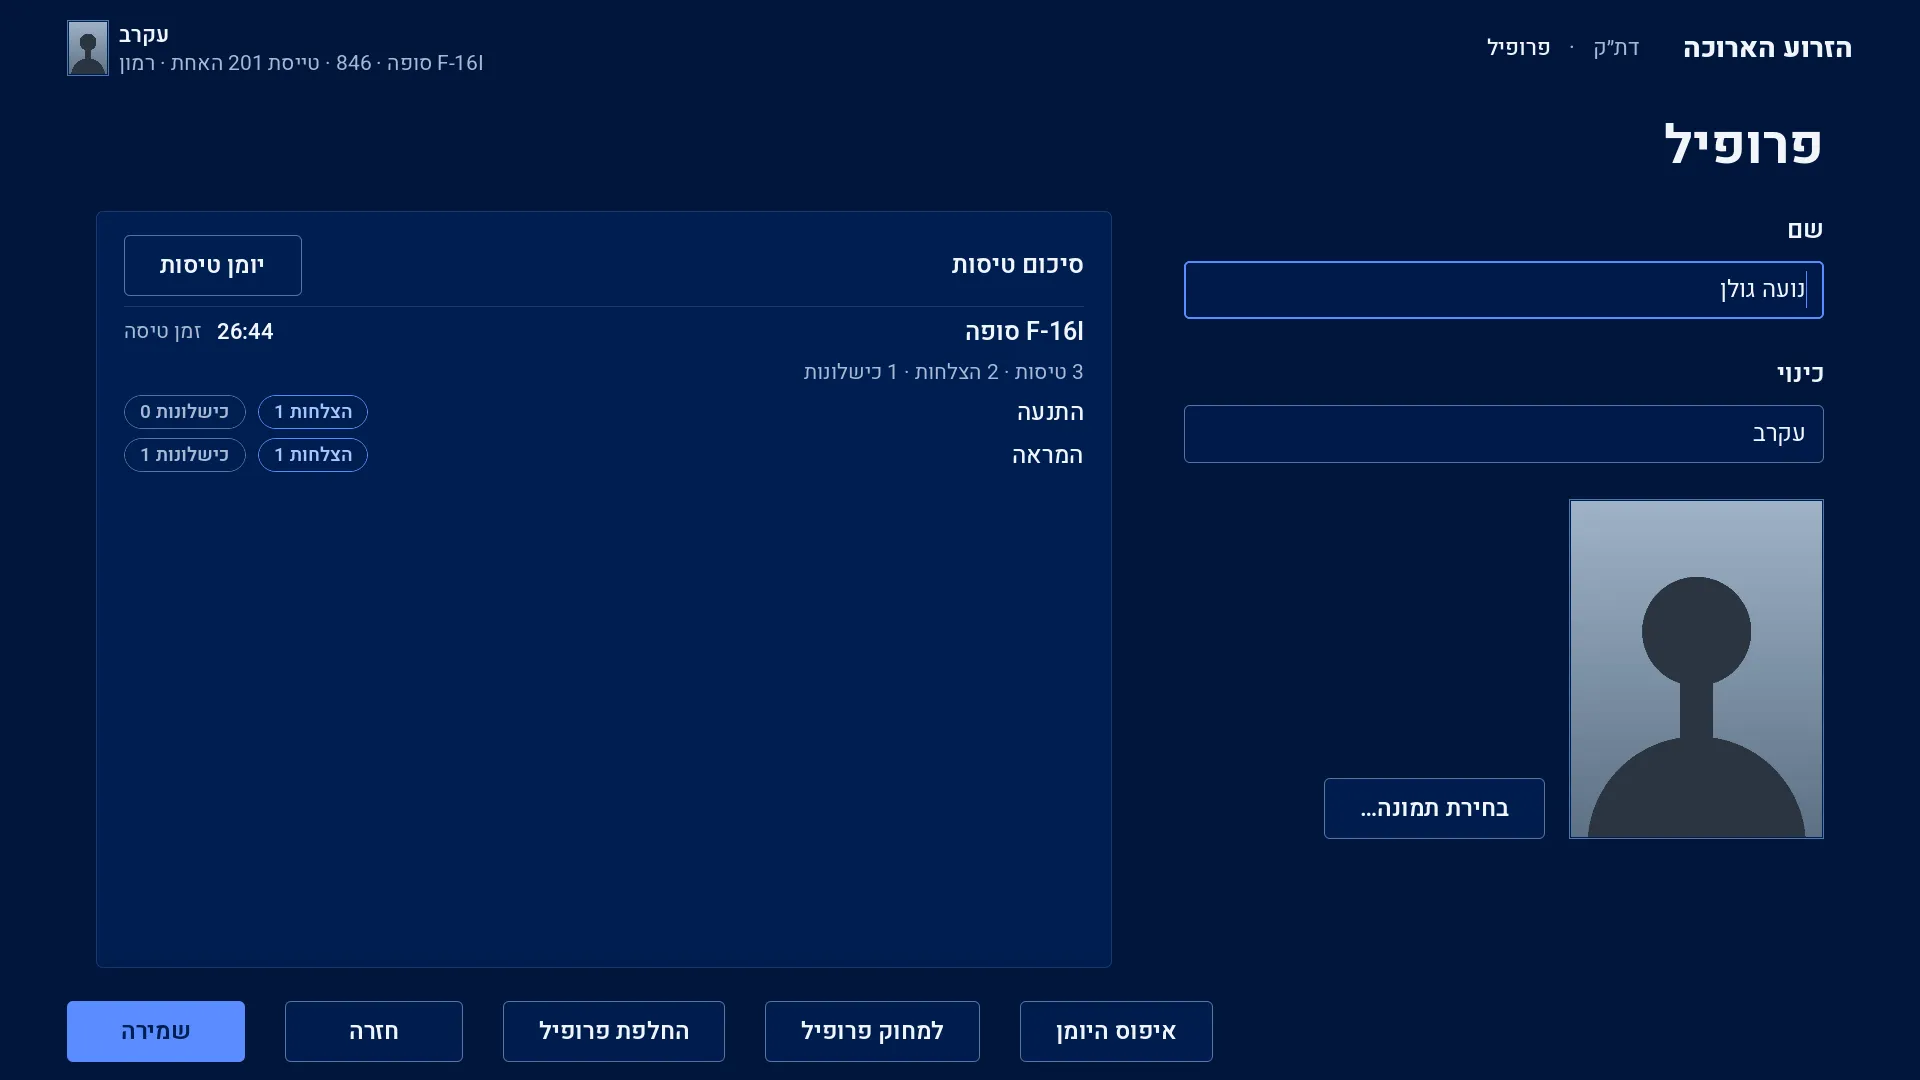 הזרוע הארוכה
דת״ק · פרופיל
עקרב
F-16I סופה · 846 · טייסת 201 האחת · רמון
פרופיל
שם
נועה גולן
כינוי
עקרב
בחירת תמונה...
סיכום טיסות
יומן טיסות
F-16I סופה
26:44 זמן טיסה
3 טיסות · 2 הצלחות · 1 כישלונות
התנעה
הצלחות 1
כישלונות 0
המראה
הצלחות 1
כישלונות 1
איפוס היומן
למחוק פרופיל
החלפת פרופיל
חזרה
שמירה